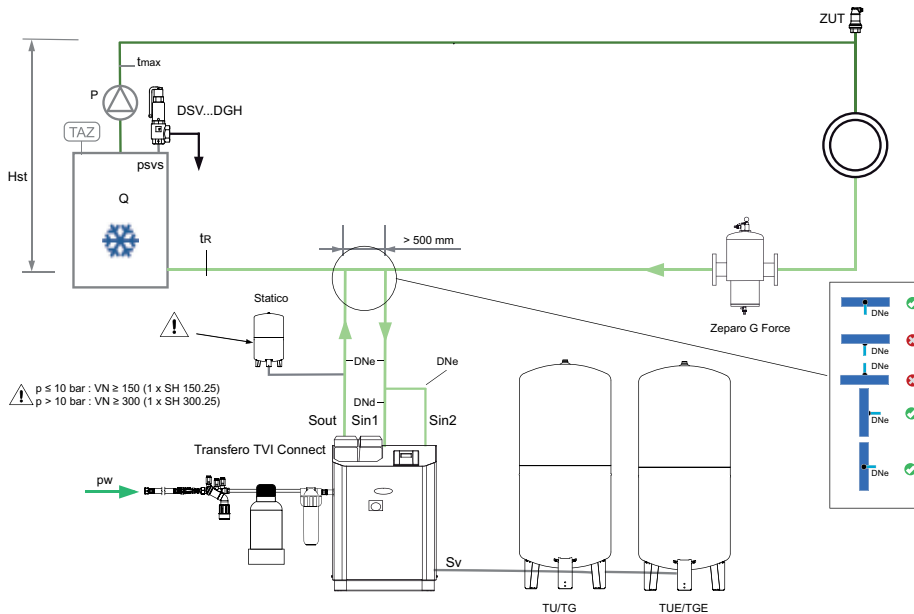 ZUT
tmax
P
DSV...DGH
TAZ
psvs
Hst
Q
tR
> 500 mm
Zeparo G Force
Statico
DNe
DNe
DNe
DNe
DNe
DNe
DNe
p ≤ 10 bar : VN ≥ 150 (1 x SH 150.25)
p > 10 bar : VN ≥ 300 (1 x SH 300.25)
DNd
Sout
Sin1
Sin2
Transfero TVI Connect
pw
Sv
TU/TG
TUE/TGE